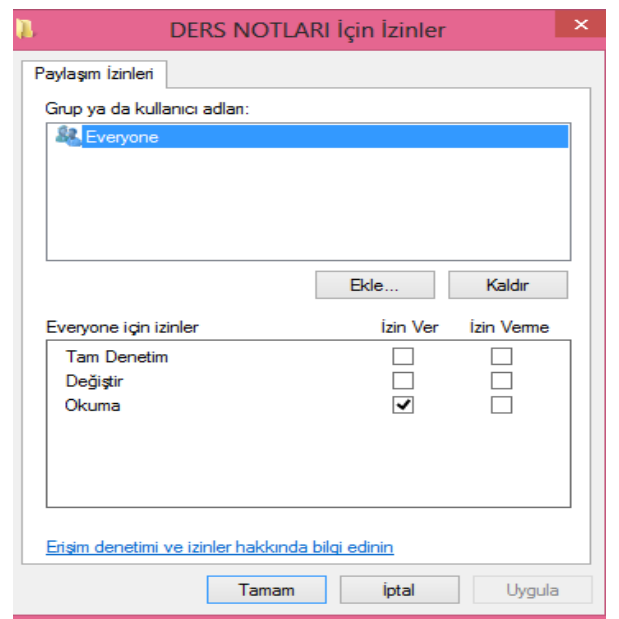 DERS NOTLARI İçin İzinler
Paylaşım İzinleri
Grup ya da kullanıcı adları:
Everyone
Ekle... Kaldır
Everyone için izinler İzin Ver İzin Verme
Tam Denetim
Değiştir
Okuma
Erişim denetimi ve izinler hakkında bilgi edinin
Tamam İptal Uygula